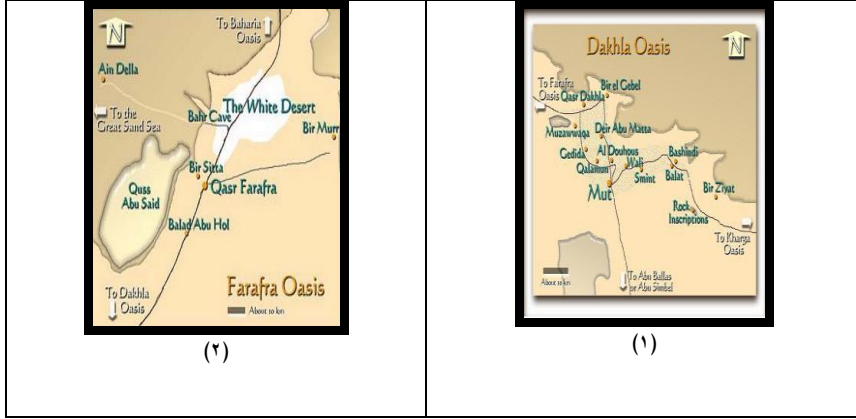 To Baharia
Oasis
N
Ain Della
To the
Great Sand Sea
The White Desert
Bahr Cave
Bir Murr
Bir Sitta
Quss
Abu Said
Qasr Farafra
Balad Abu Hol
To Dakhla
Oasis
Farafra Oasis
About 10 km
(٢)
Dakhla Oasis
N
To Farafra
Oasis
Bir el Gebel
Qasr Dakhla
Muzawwaqa
Deir Abu Matta
Gedida
Al Douhous
Bashindi
Qalamun
Wali
Smint
Balat
Mut
Bir Ziyat
Rock
Inscriptions
To Kharga
Oasis
To Abu Ballas
or Abu Simbel
About 10 km
(١)